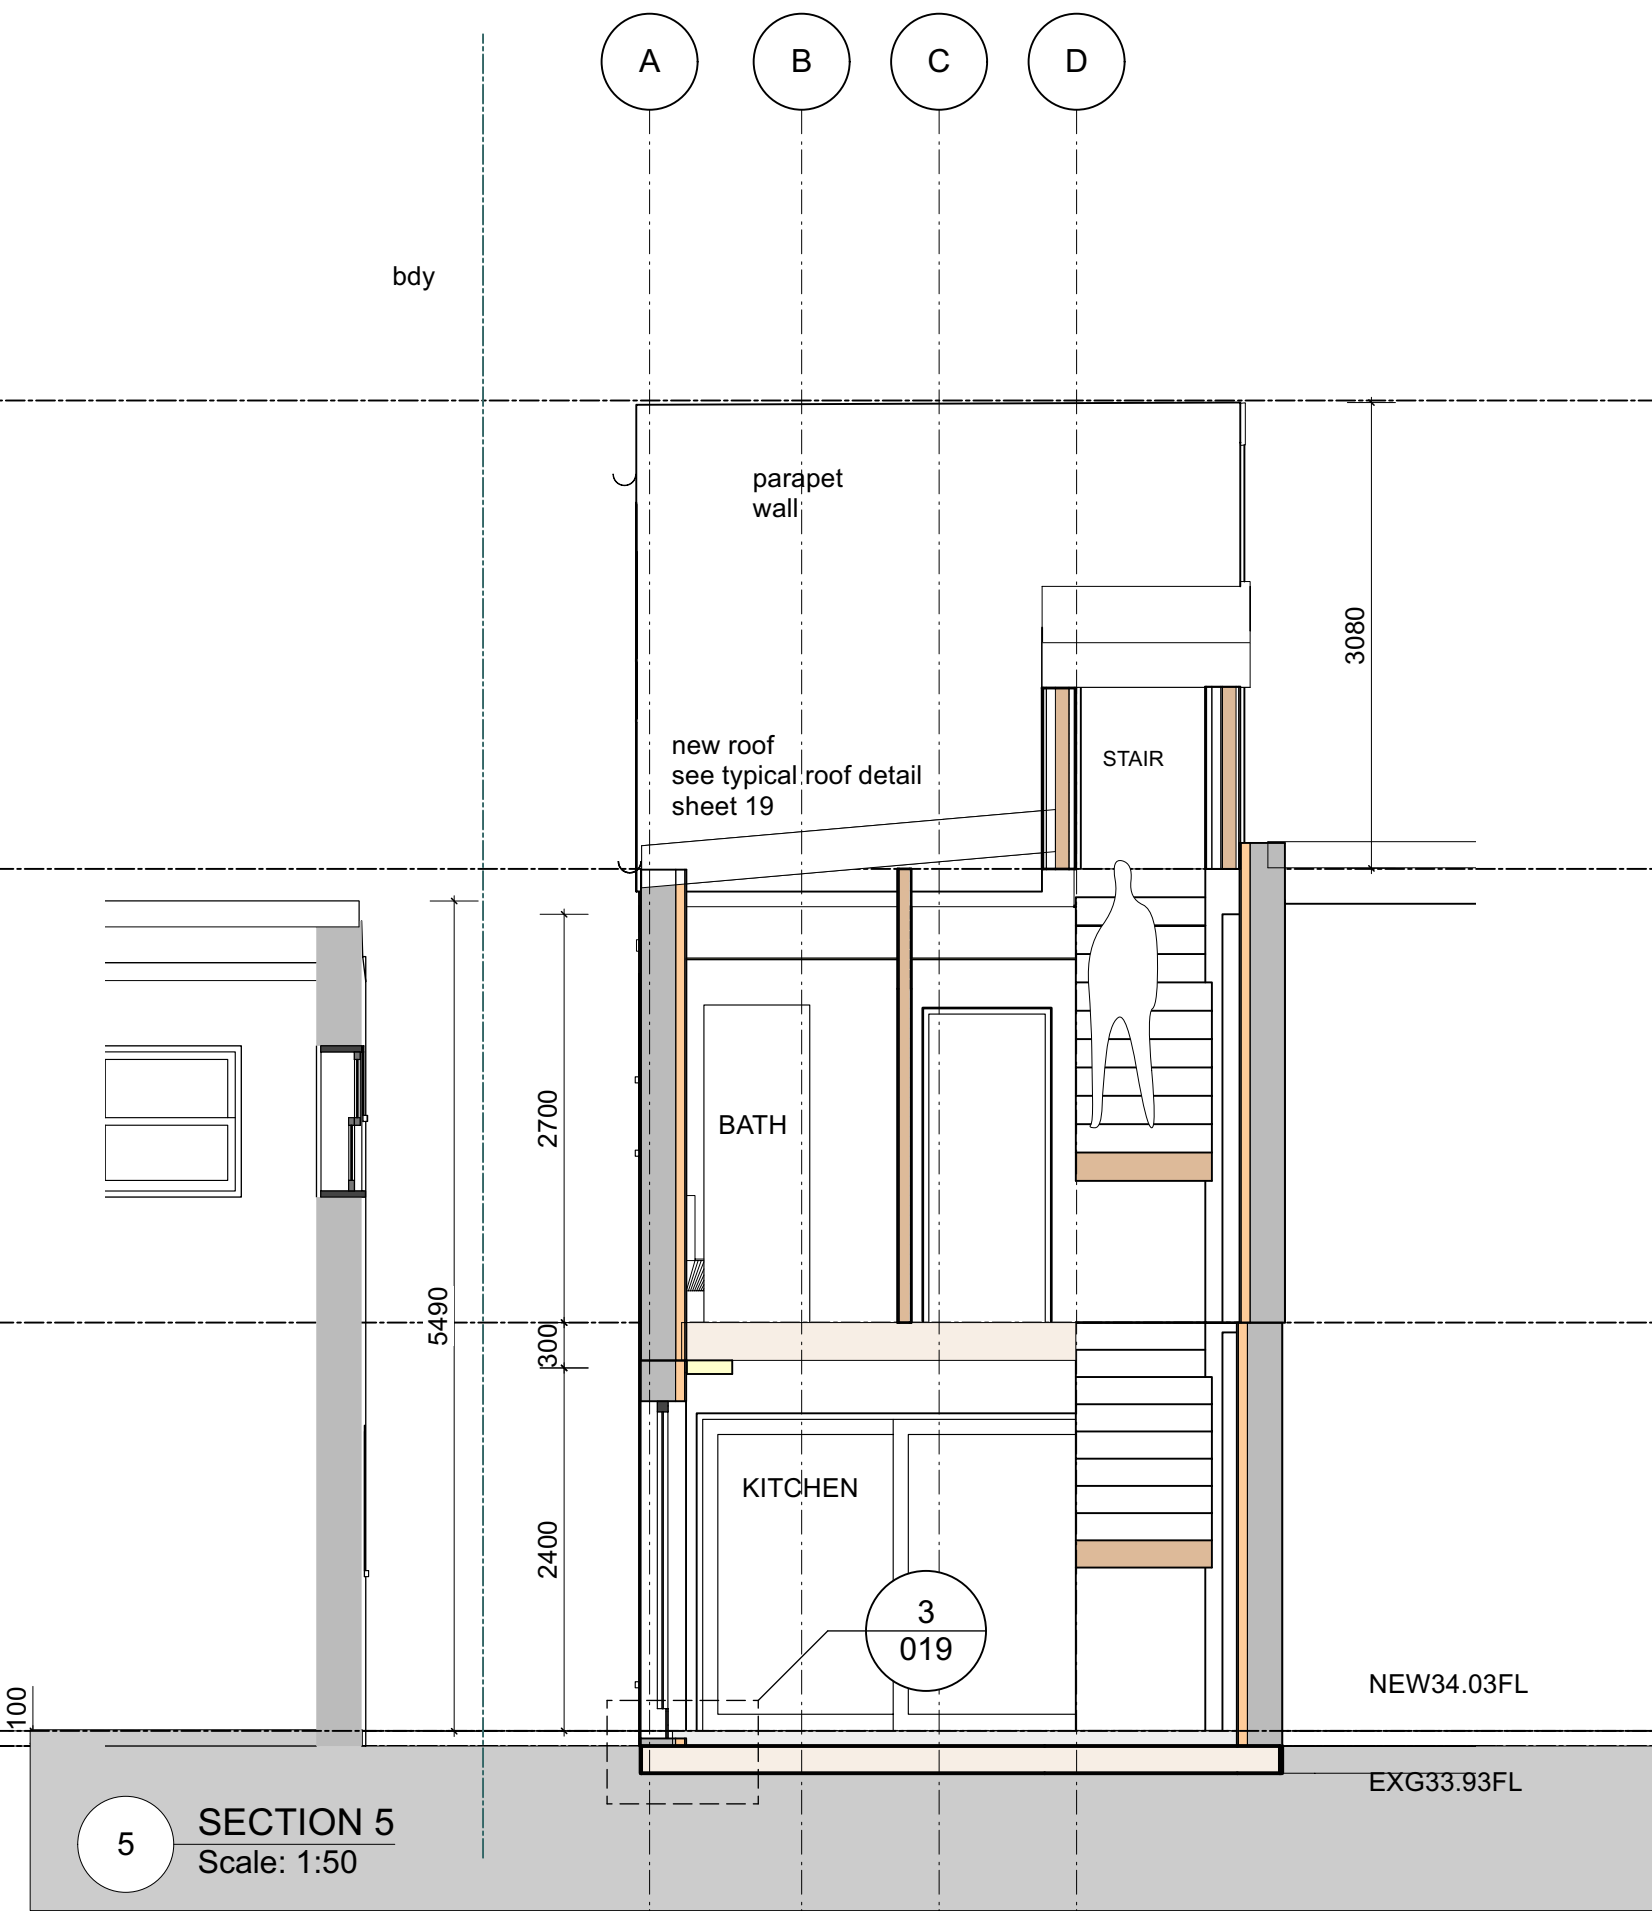 A
B
C
D
bdy
parapet
wall
3080
new roof
see typical roof detail
sheet 19
STAIR
2700
BATH
5490
300
KITCHEN
2400
3
019
NEW34.03FL
100
EXG33.93FL
5
SECTION 5
Scale: 1:50